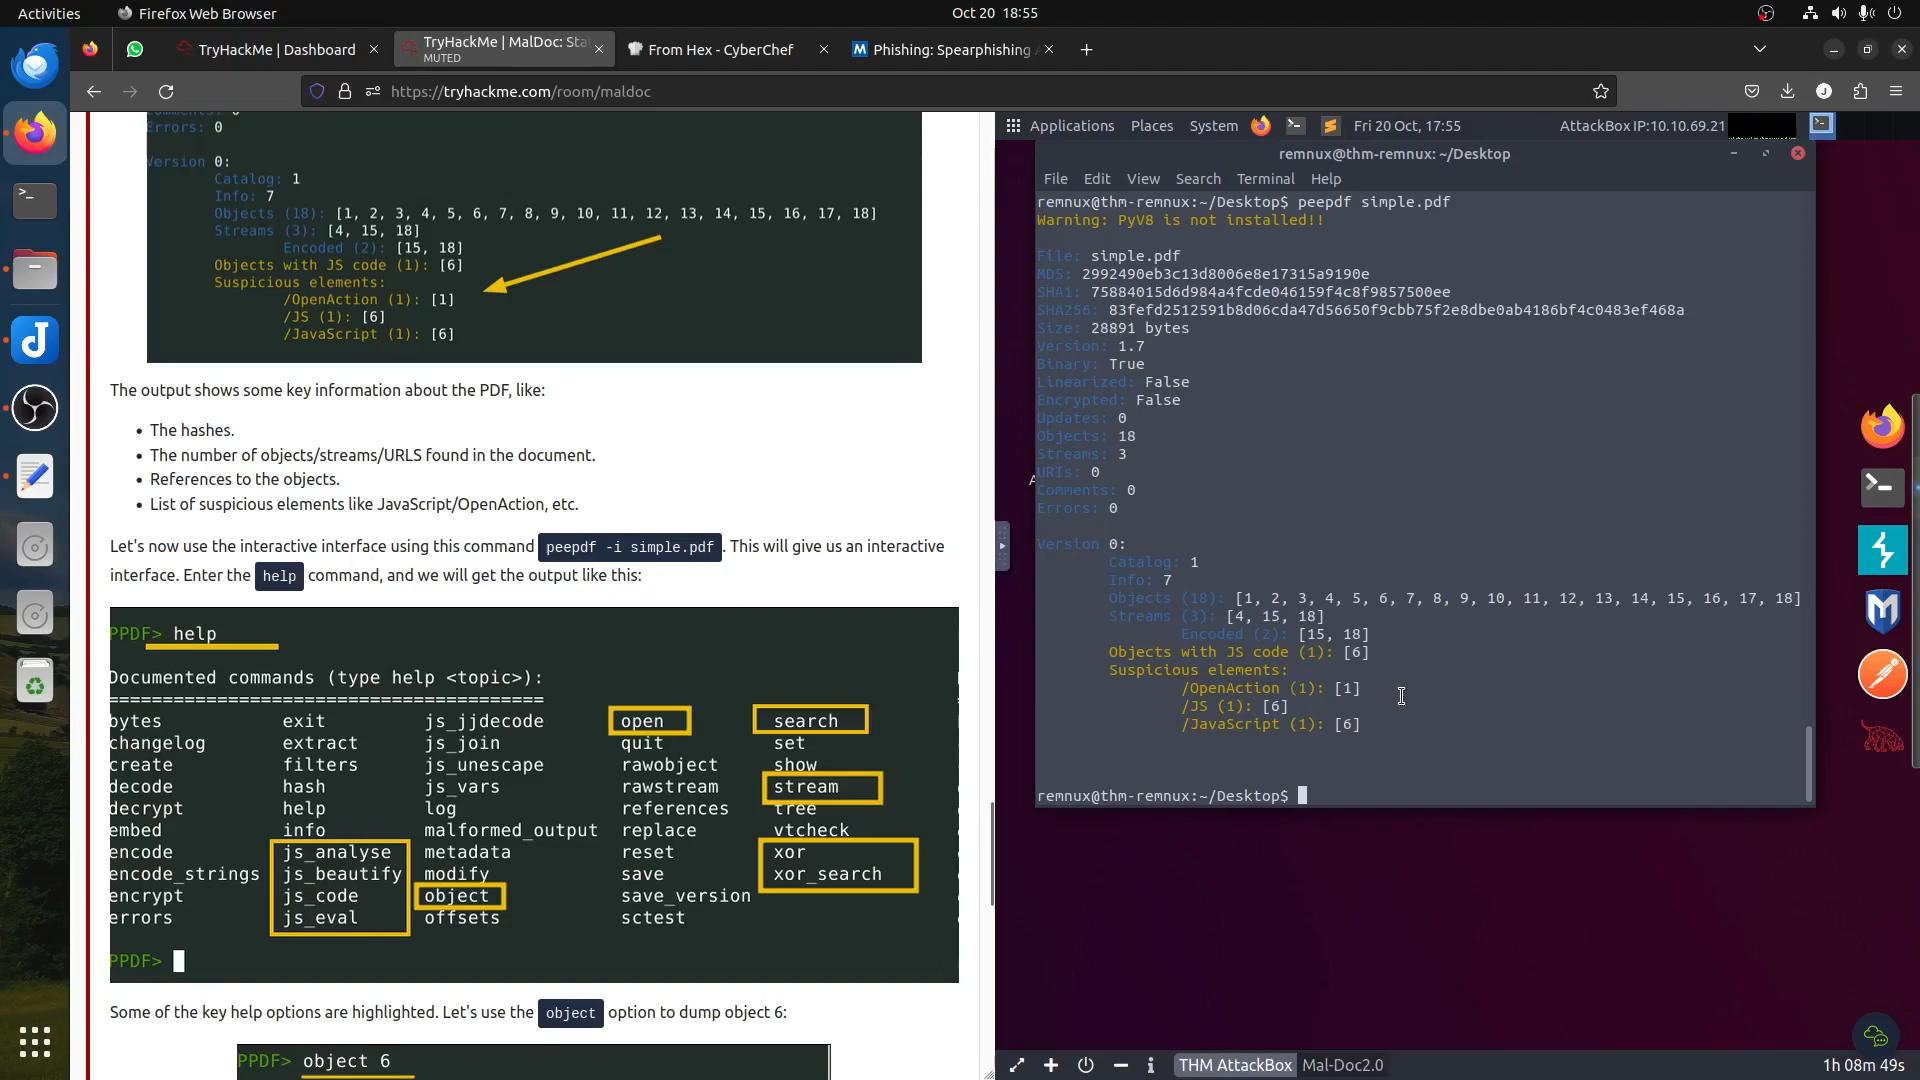 Activities
Firefox Web Browser
Oct 20 18:55
TryHackMe | Dashboard
TryHackMe | MalDoc: Sta
MUTED
From Hex - CyberChef
Phishing: Spearphishing
https://tryhackme.com/room/maldoc
Errors: 0
Version 0:
Catalog: 1
Info: 7
Objects (18): [1, 2, 3, 4, 5, 6, 7, 8, 9, 10, 11, 12, 13, 14, 15, 16, 17, 18]
Streams (3): [4, 15, 18]
Encoded (2): [15, 18]
Objects with JS code (1): [6]
Suspicious elements:
/OpenAction (1): [1]
/JS (1): [6]
/JavaScript (1): [6]
The output shows some key information about the PDF, like:
• The hashes.
• The number of objects/streams/URLS found in the document.
• References to the objects.
• List of suspicious elements like JavaScript/OpenAction, etc.
Let's now use the interactive interface using this command peepdf -i simple.pdf. This will give us an interactive
interface. Enter the help command, and we will get the output like this:
PPDF> help
Documented commands (type help <topic>):
========================================
bytes exit js_jjdecode open search
changelog extract js_join quit set
create filters js_unescape rawobject show
decode hash js_vars rawstream stream
decrypt help log references tree
embed info malformed_output replace vtcheck
encode js_analyse metadata reset xor
encode_strings js_beautify modify save xor_search
encrypt js_code object save_version
errors js_eval offsets sctest
PPDF>
Some of the key help options are highlighted. Let's use the object option to dump object 6:
PPDF> object 6
Applications Places System
Fri 20 Oct, 17:55
AttackBox IP:10.10.69.21
remnux@thm-remnux: ~/Desktop
File Edit View Search Terminal Help
remnux@thm-remnux:~/Desktop$ peepdf simple.pdf
Warning: PyV8 is not installed!!
File: simple.pdf
MD5: 2992490eb3c13d8006e8e17315a9190e
SHA1: 75884015d6d984a4fcde046159f4c8f9857500ee
SHA256: 83fefd2512591b8d06cda47d56650f9cbb75f2e8dbe0ab4186bf4c0483ef468a
Size: 28891 bytes
Version: 1.7
Binary: True
Linearized: False
Encrypted: False
Updates: 0
Objects: 18
Streams: 3
URIs: 0
Comments: 0
Errors: 0
Version 0:
Catalog: 1
Info: 7
Objects (18): [1, 2, 3, 4, 5, 6, 7, 8, 9, 10, 11, 12, 13, 14, 15, 16, 17, 18]
Streams (3): [4, 15, 18]
Encoded (2): [15, 18]
Objects with JS code (1): [6]
Suspicious elements:
/OpenAction (1): [1]
/JS (1): [6]
/JavaScript (1): [6]
remnux@thm-remnux:~/Desktop$
THM AttackBox
Mal-Doc2.0
1h 08m 49s